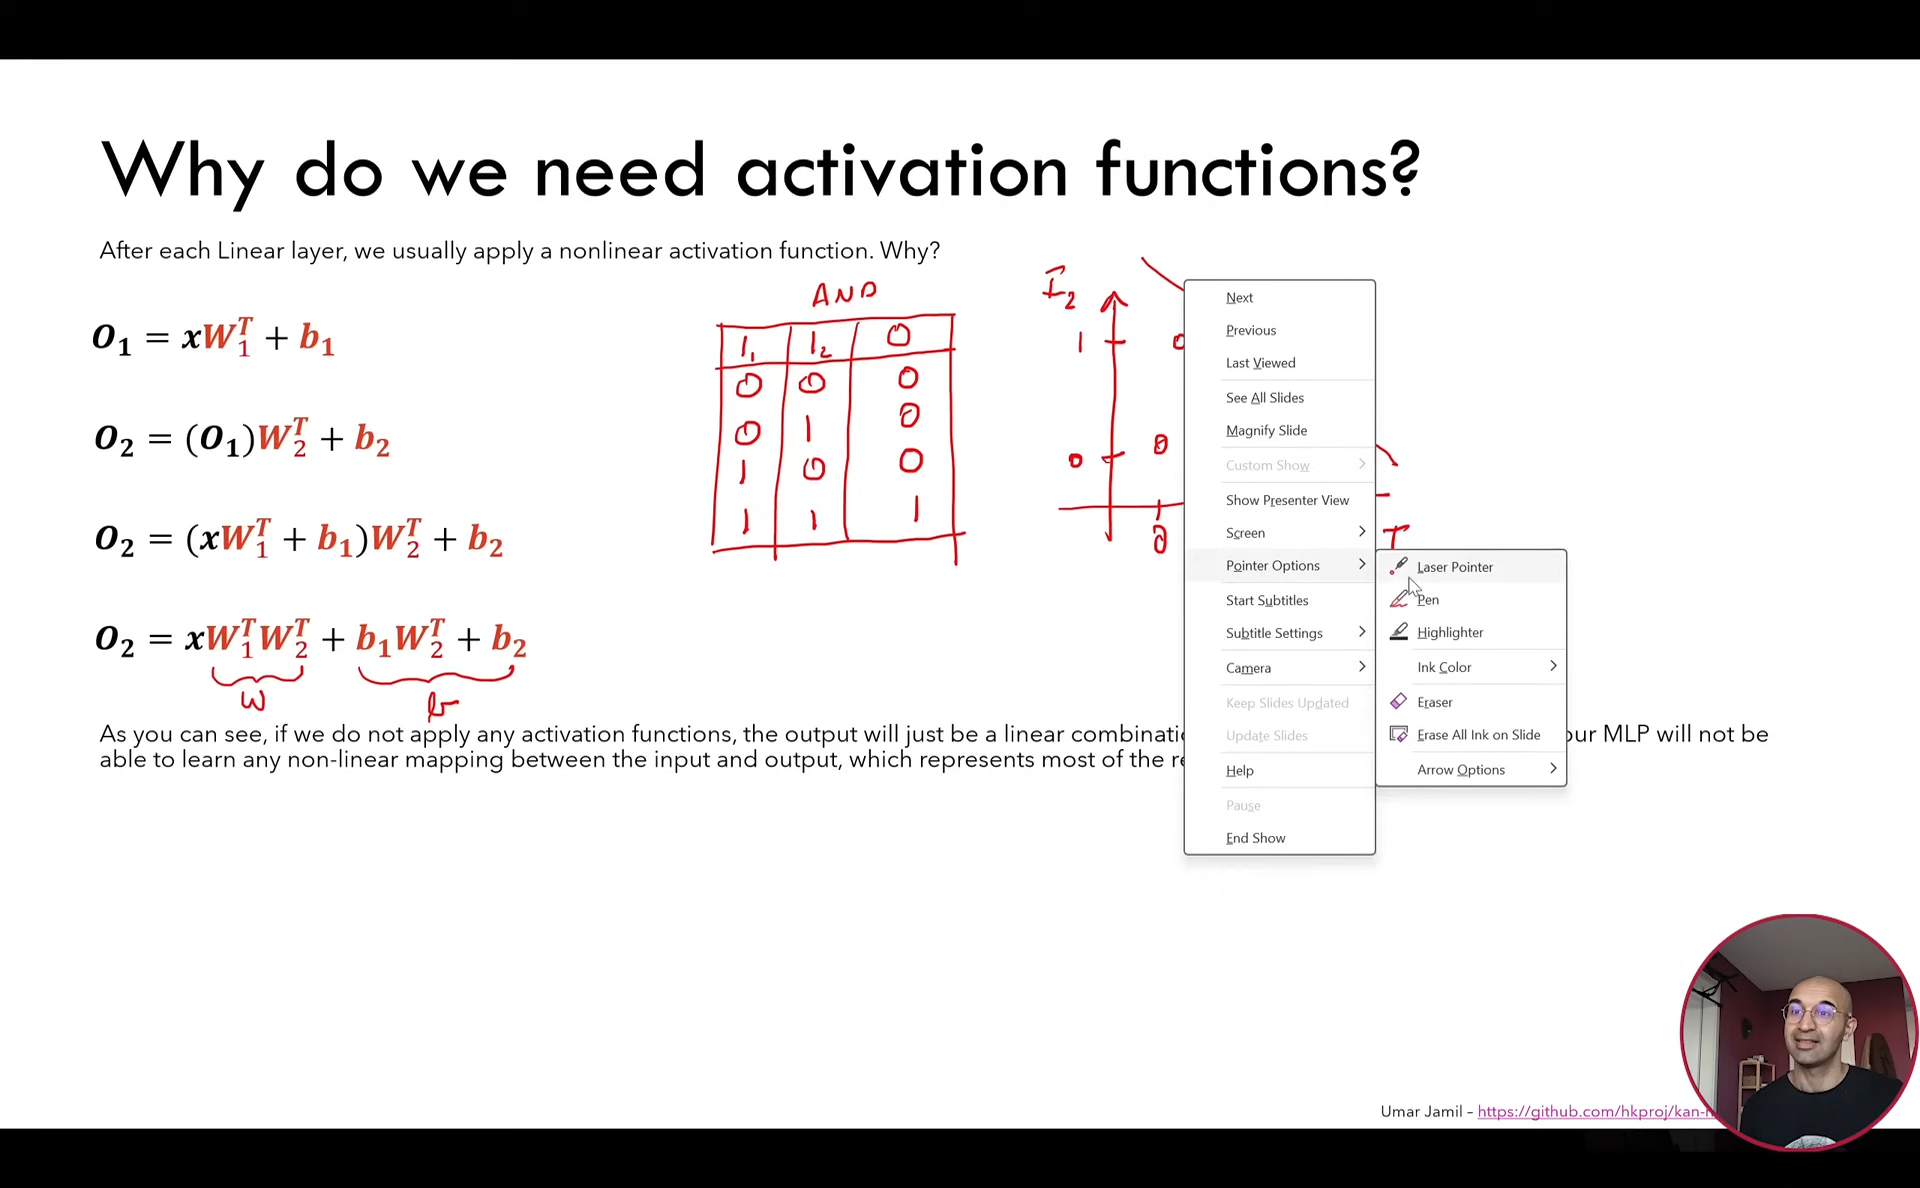 Why do we need activation functions?
After each Linear layer, we usually apply a nonlinear activation function. Why?
O₁ = xW₁ᵀ + b₁
O₂ = (O₁)W₂ᵀ + b₂
O₂ = (xW₁ᵀ + b₁)W₂ᵀ + b₂
O₂ = xW₁ᵀW₂ᵀ + b₁W₂ᵀ + b₂
W b
As you can see, if we do not apply any activation functions, the output will just be a linear our MLP will not be
able to learn any non-linear mapping between the input and output, which represents most of the
AND
I₁ I₂ O
0 0 0
0 1 0
1 0 0
1 1 1
I₂
1 0
0 0
0
Next
Previous
Last Viewed
See All Slides
Magnify Slide
Custom Show
Show Presenter View
Screen
Pointer Options
Start Subtitles
Subtitle Settings
Camera
Keep Slides Updated
Update Slides
Help
Pause
End Show
Laser Pointer
Pen
Highlighter
Ink Color
Eraser
Erase All Ink on Slide
Arrow Options
Umar Jamil – https://github.com/hkproj/kan-